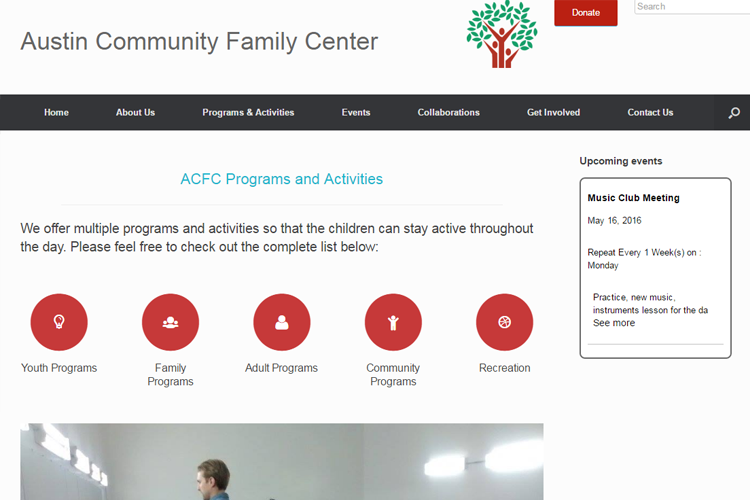 Donate
Search
Austin Community Family Center
Home
About Us
Programs & Activities
Events
Collaborations
Get Involved
Contact Us
ACFC Programs and Activities
We offer multiple programs and activities so that the children can stay active throughout
the day. Please feel free to check out the complete list below:
Youth Programs
Family
Programs
Adult Programs
Community
Programs
Recreation
Upcoming events
Music Club Meeting
May 16, 2016
Repeat Every 1 Week(s) on :
Monday
Practice, new music,
instruments lesson for the da
See more